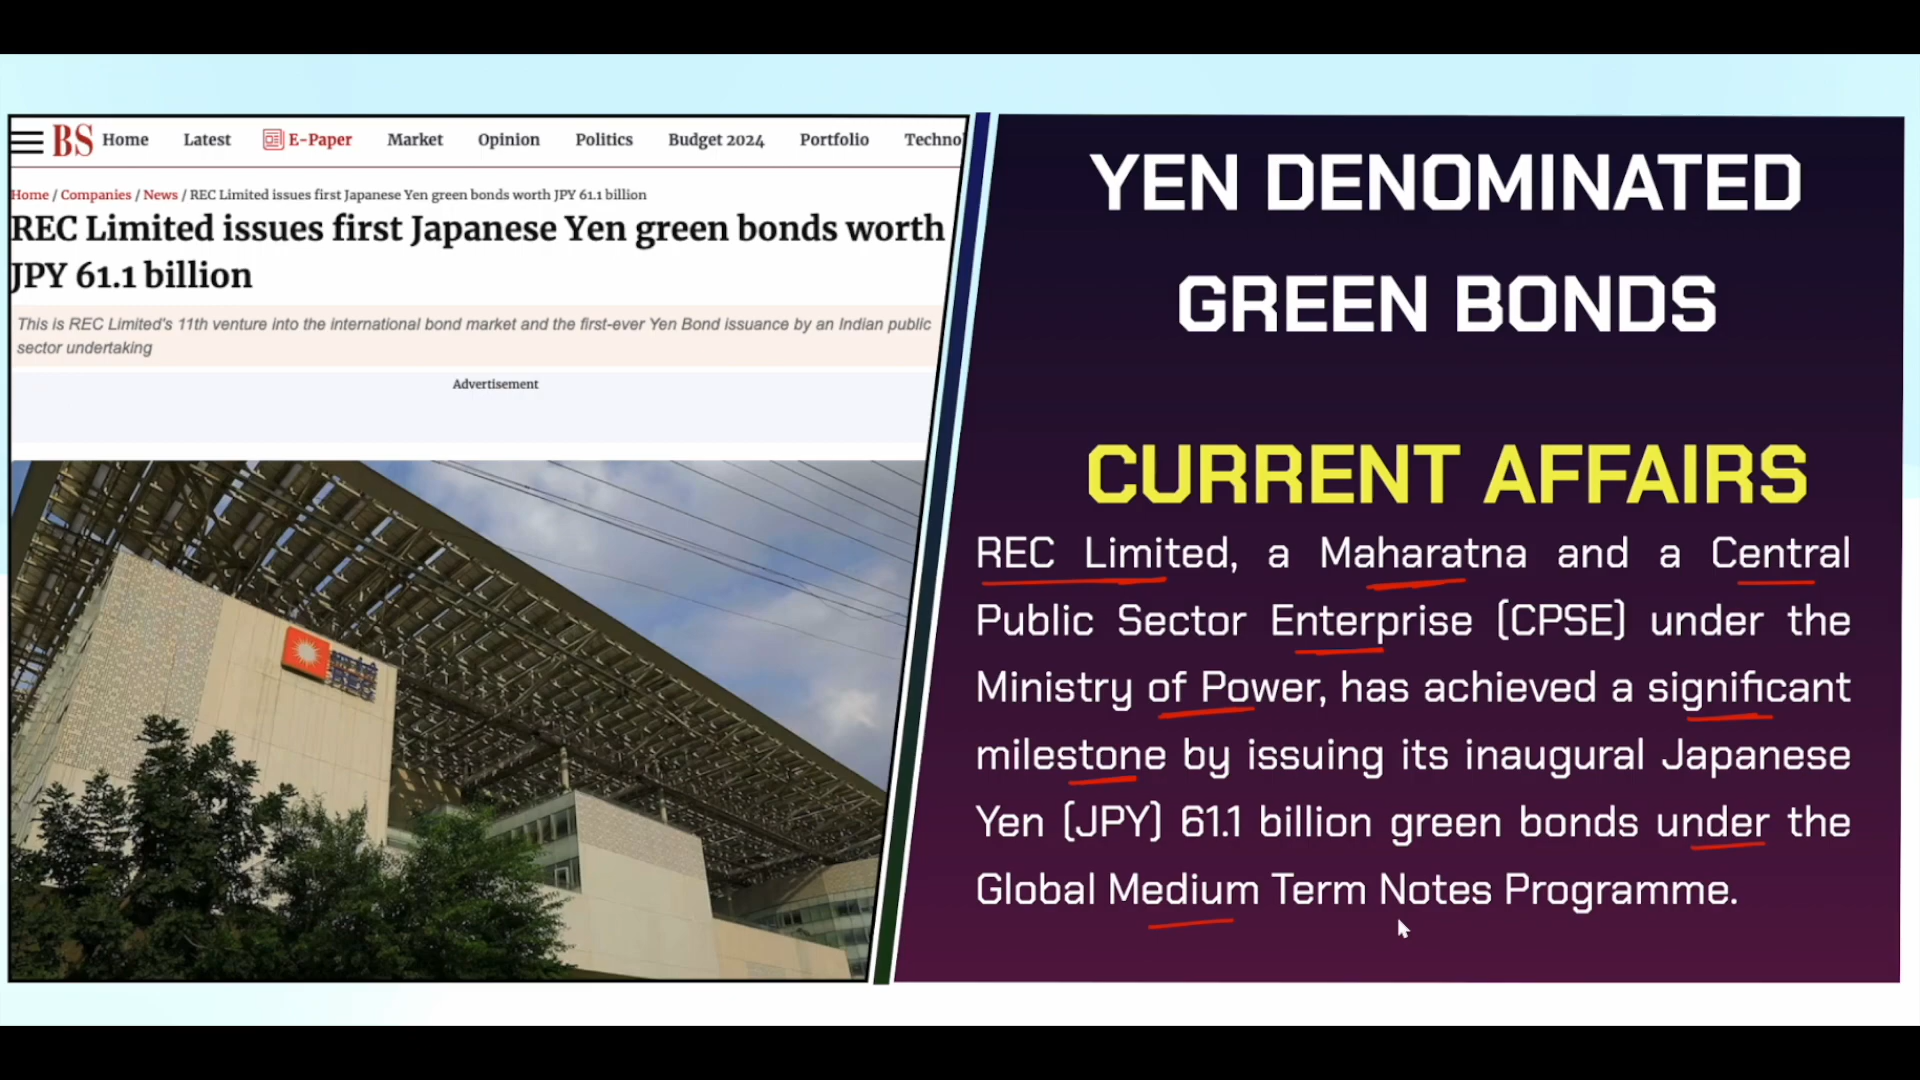 BS Home Latest E-Paper Market Opinion Politics Budget 2024 Portfolio Techno
Home / Companies / News / REC Limited issues first Japanese Yen green bonds worth JPY 61.1 billion
REC Limited issues first Japanese Yen green bonds worth
JPY 61.1 billion
This is REC Limited's 11th venture into the international bond market and the first-ever Yen Bond issuance by an Indian public
sector undertaking
Advertisement
YEN DENOMINATED
GREEN BONDS
CURRENT AFFAIRS
REC Limited, a Maharatna and a Central
Public Sector Enterprise (CPSE) under the
Ministry of Power, has achieved a significant
milestone by issuing its inaugural Japanese
Yen (JPY) 61.1 billion green bonds under the
Global Medium Term Notes Programme.